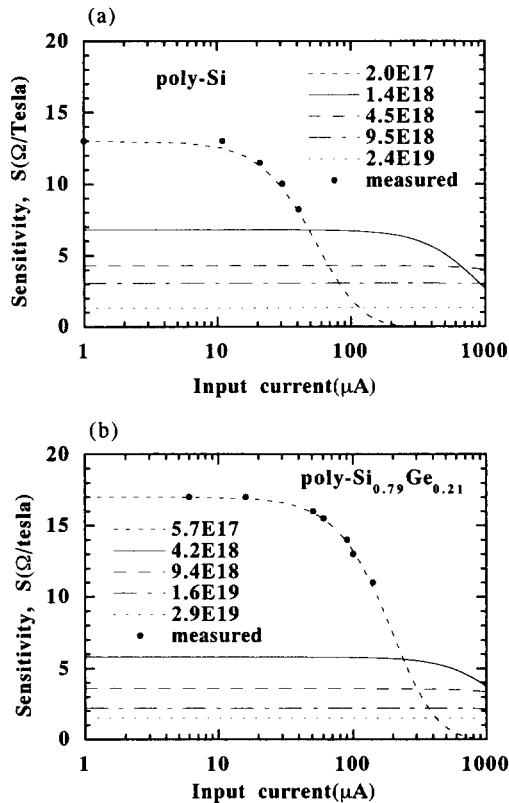 (a)
poly-Si
2.0E17
1.4E18
4.5E18
9.5E18
2.4E19
measured
Sensitivity, S(Ω/Tesla)
20
15
10
5
0
1 10 100 1000
Input current(μA)
(b)
poly-Si0.79Ge0.21
5.7E17
4.2E18
9.4E18
1.6E19
2.9E19
measured
Sensitivity, S(Ω/tesla)
20
15
10
5
0
1 10 100 1000
Input current(μA)